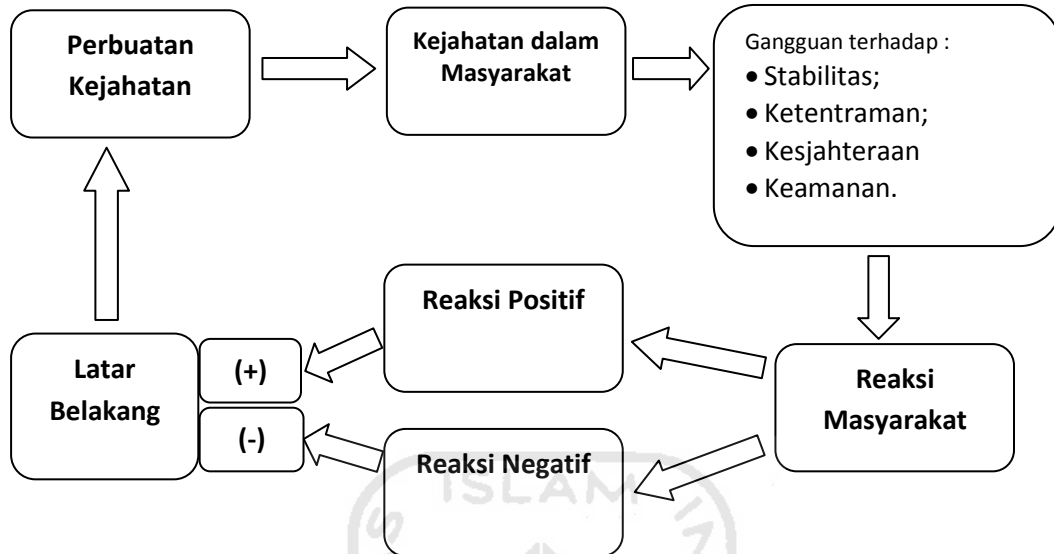 Perbuatan
Kejahatan
Kejahatan dalam
Masyarakat
Gangguan terhadap :
• Stabilitas;
• Ketentraman;
• Kesjahteraan
• Keamanan.
Reaksi Positif
Latar
Belakang
(+)
(-)
Reaksi
Masyarakat
Reaksi Negatif
ISLAM